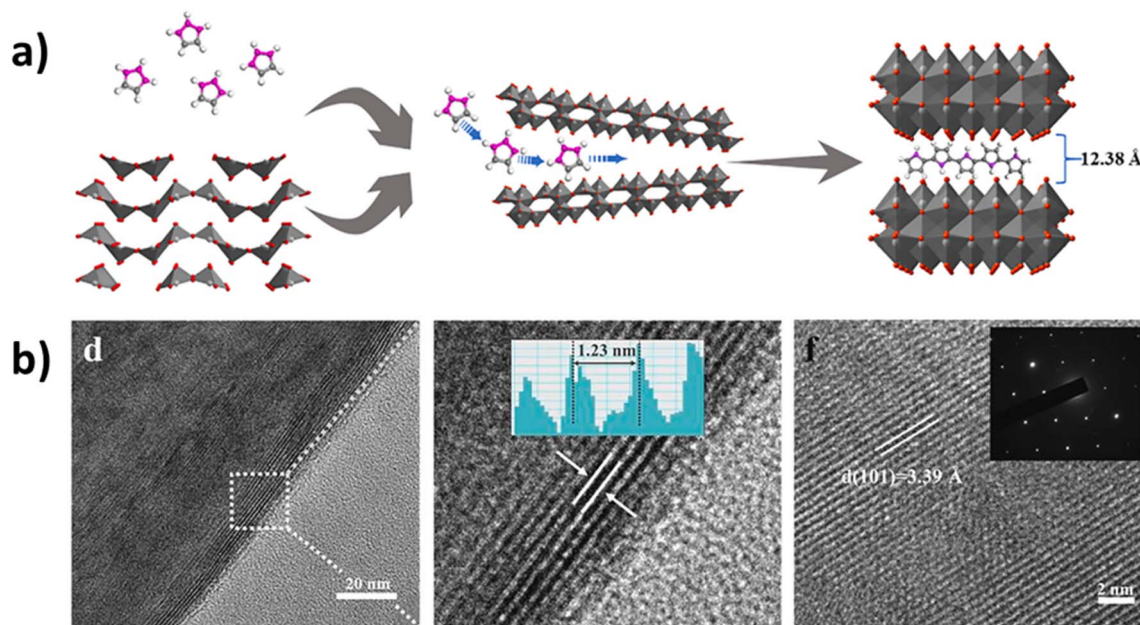 a)
12.38 Å
b)
d
20 nm
1.23 nm
f
d(101)=3.39 Å
2 nm